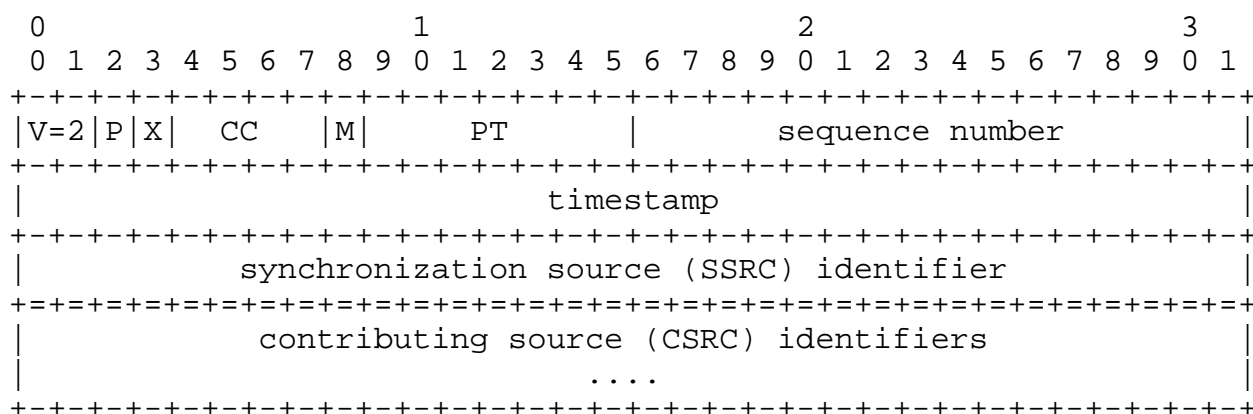 0                   1                   2                   3
 0 1 2 3 4 5 6 7 8 9 0 1 2 3 4 5 6 7 8 9 0 1 2 3 4 5 6 7 8 9 0 1
+-+-+-+-+-+-+-+-+-+-+-+-+-+-+-+-+-+-+-+-+-+-+-+-+-+-+-+-+-+-+-+-+
|V=2|P|X|  CC   |M|     PT      |       sequence number         |
+-+-+-+-+-+-+-+-+-+-+-+-+-+-+-+-+-+-+-+-+-+-+-+-+-+-+-+-+-+-+-+-+
|                           timestamp                           |
+-+-+-+-+-+-+-+-+-+-+-+-+-+-+-+-+-+-+-+-+-+-+-+-+-+-+-+-+-+-+-+-+
|           synchronization source (SSRC) identifier            |
+=+=+=+=+=+=+=+=+=+=+=+=+=+=+=+=+=+=+=+=+=+=+=+=+=+=+=+=+=+=+=+=+
|            contributing source (CSRC) identifiers             |
|                             ....                              |
+-+-+-+-+-+-+-+-+-+-+-+-+-+-+-+-+-+-+-+-+-+-+-+-+-+-+-+-+-+-+-+-+